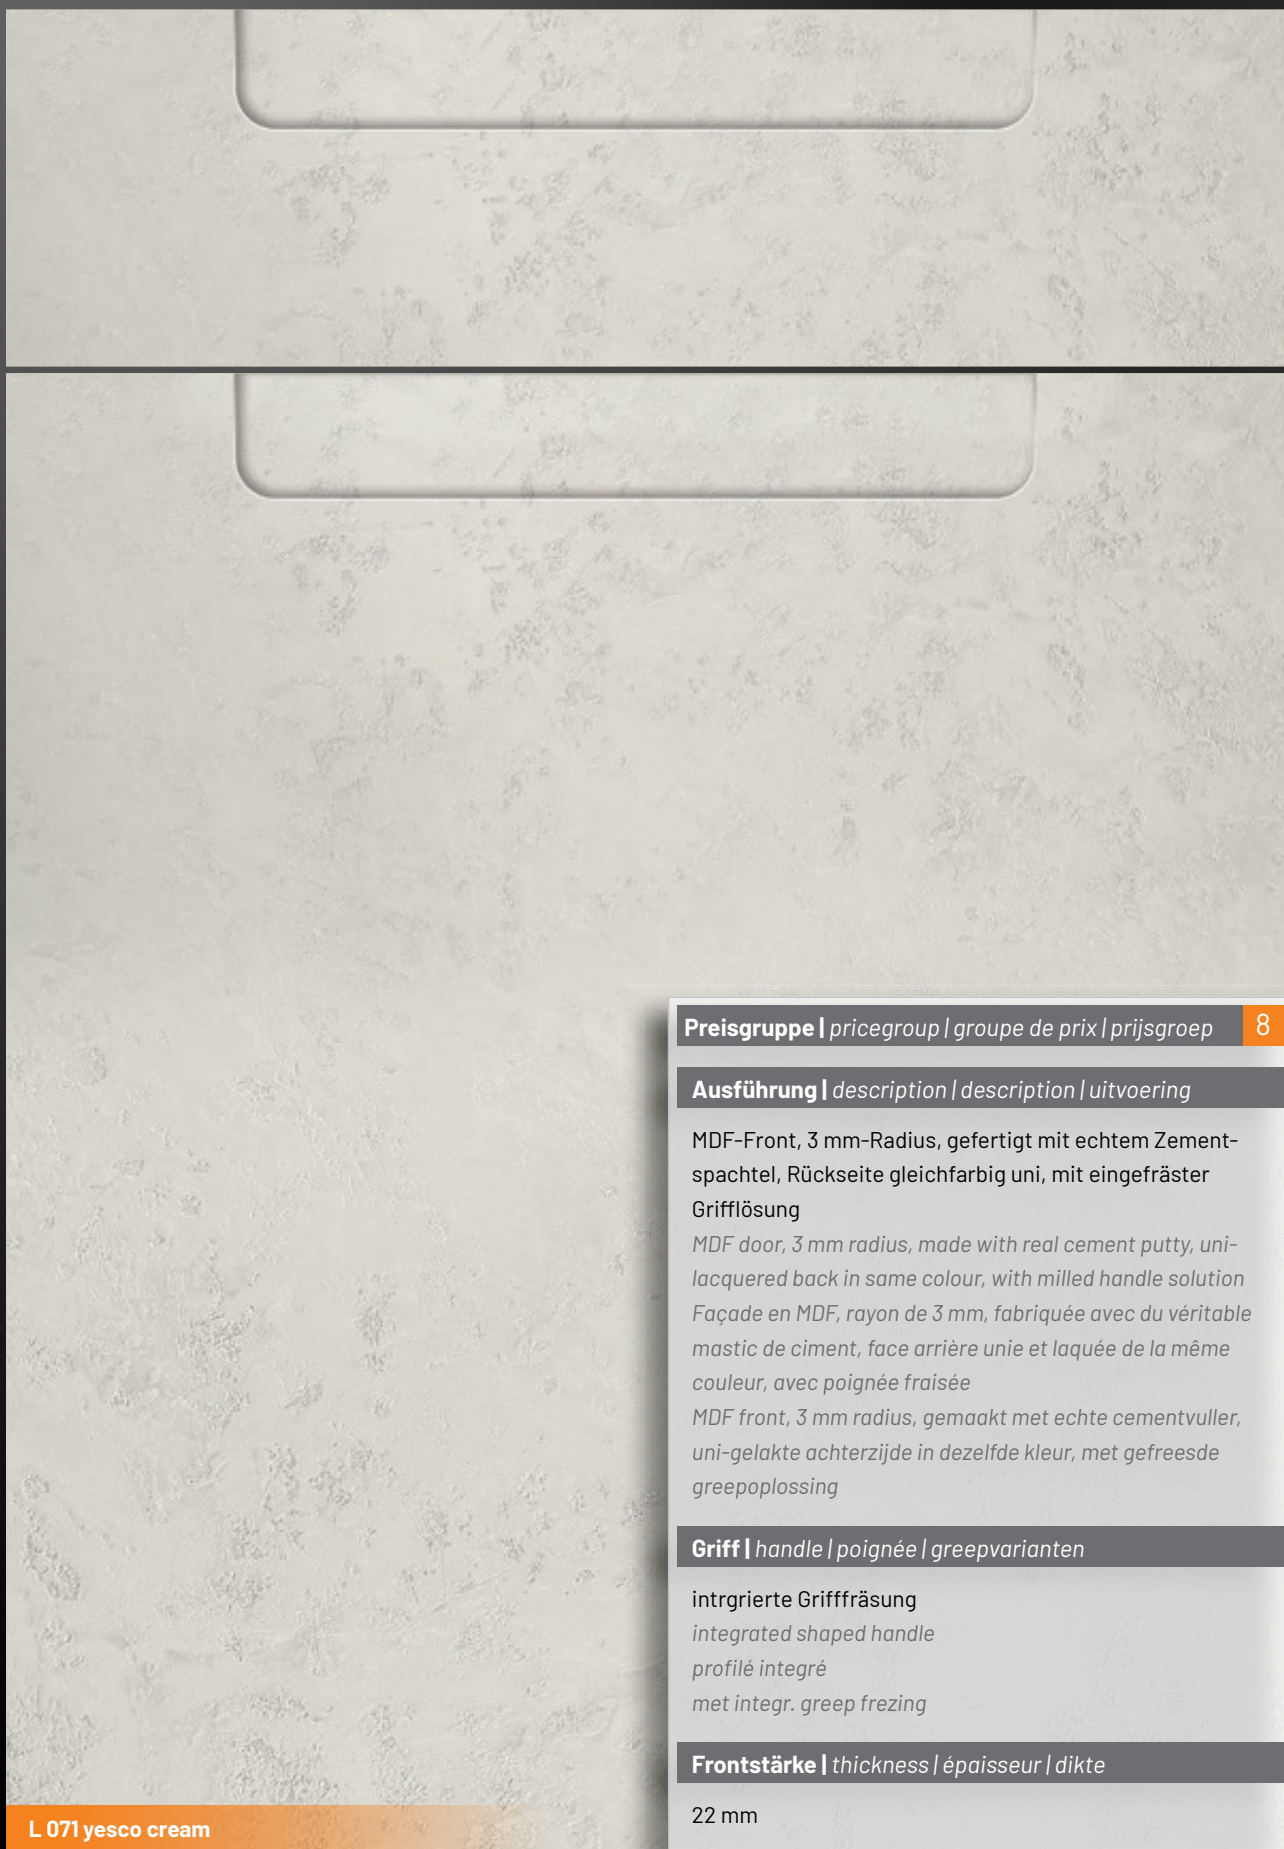 Preisgruppe | pricegroup | groupe de prix | prijsgroep 8
Ausführung | description | description | uitvoering
MDF-Front, 3 mm-Radius, gefertigt mit echtem Zement-
spachtel, Rückseite gleichfarbig uni, mit eingefräster
Grifflösung
MDF door, 3 mm radius, made with real cement putty, uni-
lacquered back in same colour, with milled handle solution
Façade en MDF, rayon de 3 mm, fabriquée avec du véritable
mastic de ciment, face arrière unie et laquée de la même
couleur, avec poignée fraisée
MDF front, 3 mm radius, gemaakt met echte cementvuller,
uni-gelakte achterzijde in dezelfde kleur, met gefreesde
greepoplossing
Griff | handle | poignée | greepvarianten
intrgrierte Grifffräsung
integrated shaped handle
profilé integré
met integr. greep frezing
Frontstärke | thickness | épaisseur | dikte
22 mm
L 071 yesco cream